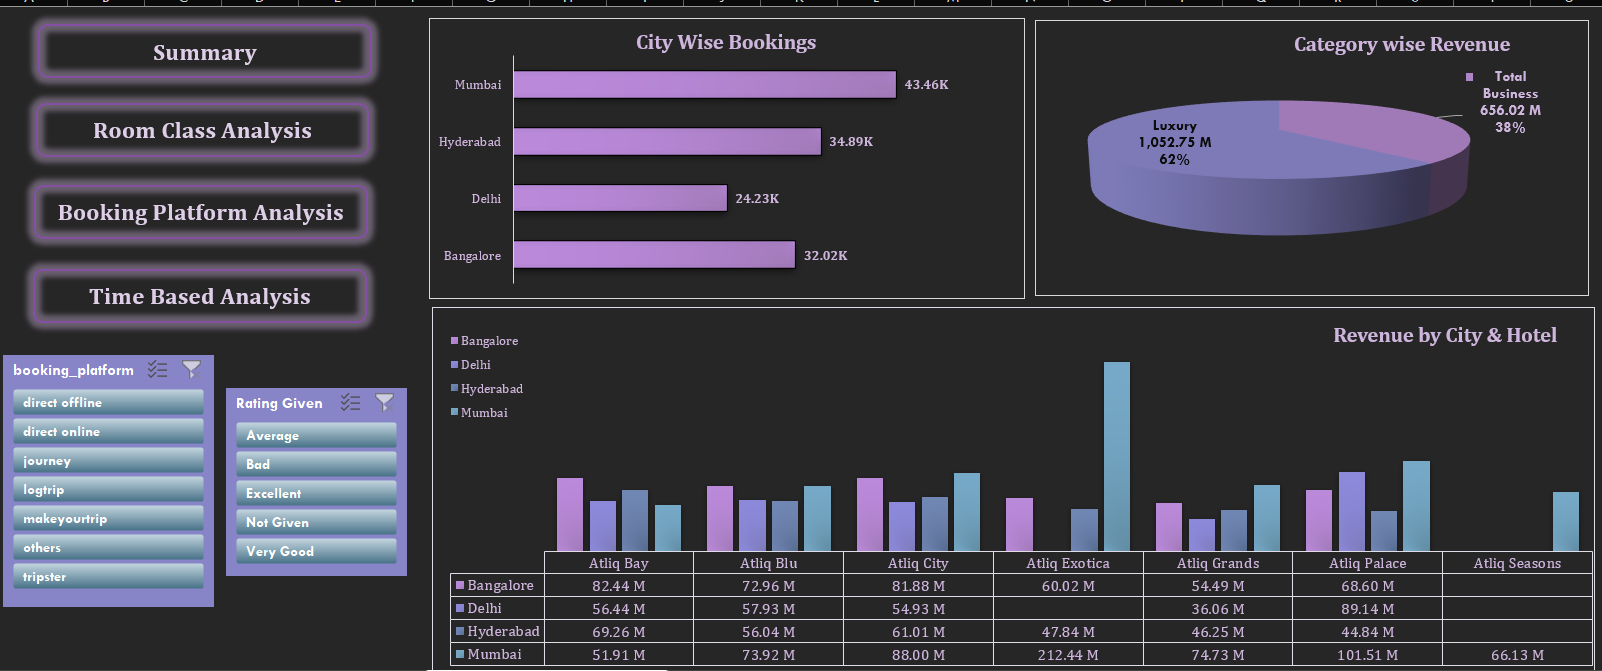 Summary
Room Class Analysis
Booking Platform Analysis
Time Based Analysis
booking_platform
direct offline
direct online
journey
logtrip
makeyourtrip
others
tripster
Rating Given
Average
Bad
Excellent
Not Given
Very Good
City Wise Bookings
Mumbai 43.46K
Hyderabad 34.89K
Delhi 24.23K
Bangalore 32.02K
Category wise Revenue
Total
Business
656.02 M
38%
Luxury
1,052.75 M
62%
Revenue by City & Hotel
Bangalore
Delhi
Hyderabad
Mumbai
Atliq Bay Atliq Blu Atliq City Atliq Exotica Atliq Grands Atliq Palace Atliq Seasons
Bangalore 82.44 M 72.96 M 81.88 M 60.02 M 54.49 M 68.60 M
Delhi 56.44 M 57.93 M 54.93 M 36.06 M 89.14 M
Hyderabad 69.26 M 56.04 M 61.01 M 47.84 M 46.25 M 44.84 M
Mumbai 51.91 M 73.92 M 88.00 M 212.44 M 74.73 M 101.51 M 66.13 M